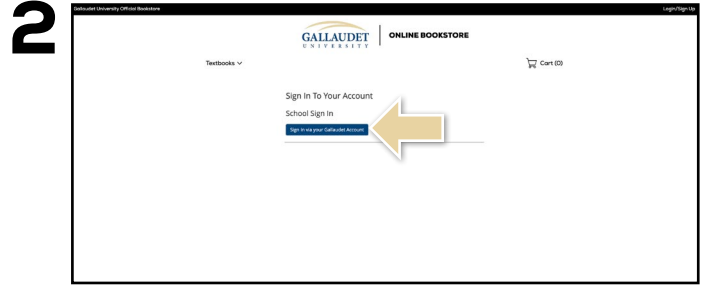 2
Gallaudet University Official Bookstore
Login/Sign Up
GALLAUDET
UNIVERSITY
ONLINE BOOKSTORE
Textbooks
Cart (0)
Sign In To Your Account
School Sign In
Sign in via your Gallaudet Account